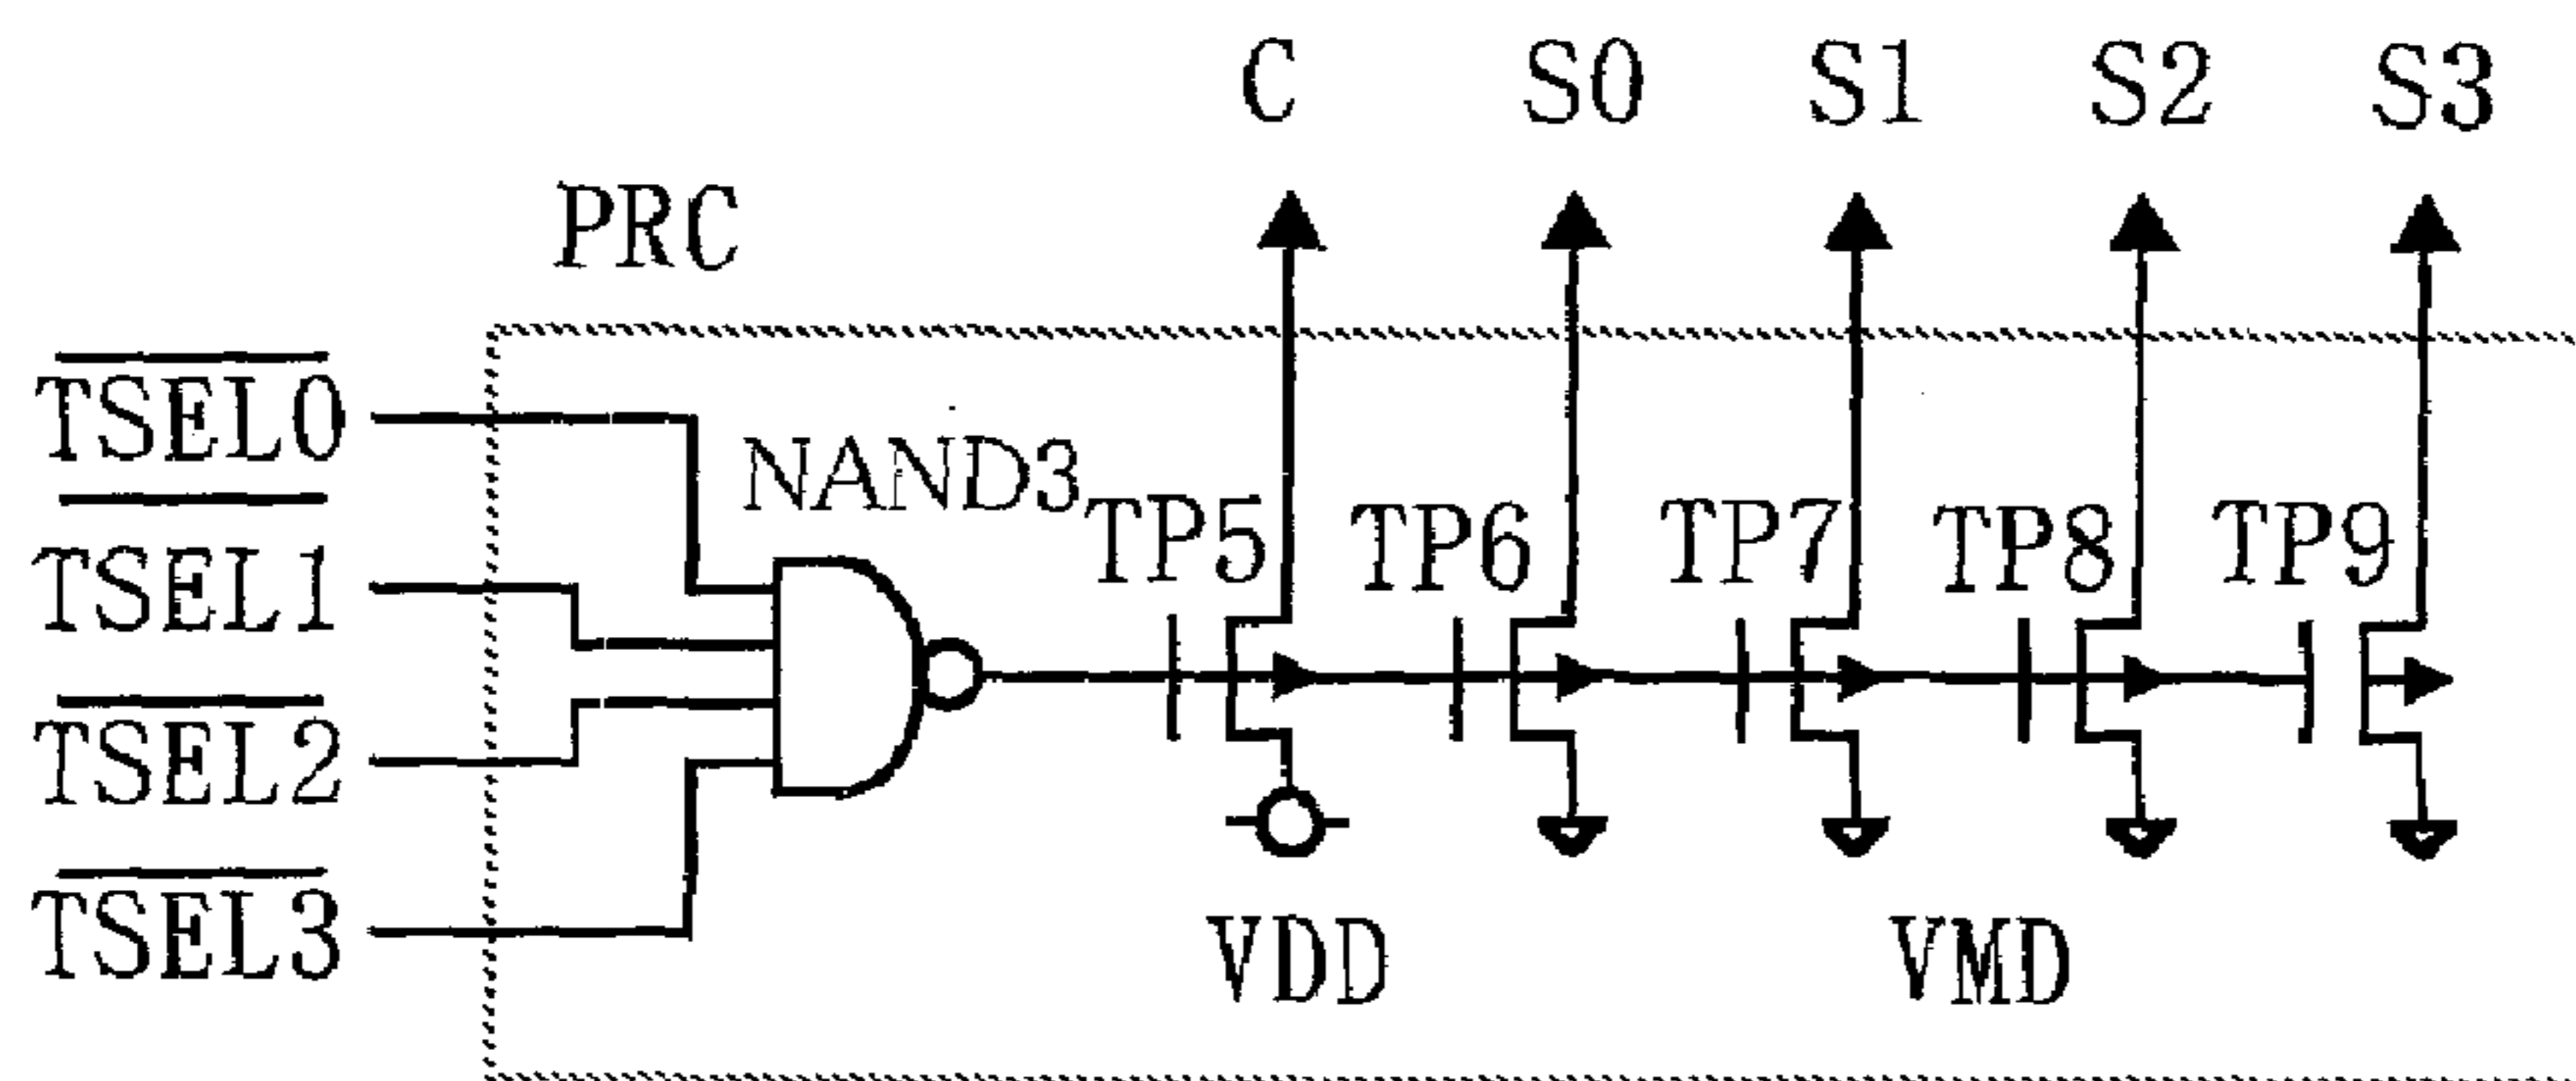 C S0 S1 S2 S3
PRC
TSEL0
NAND3
TP5 TP6 TP7 TP8 TP9
TSEL1
TSEL2
TSEL3
VDD VMD